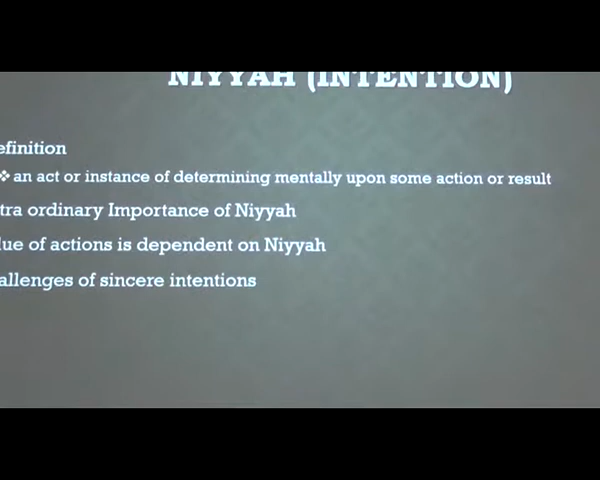 NIYYAH (INTENTION)
efinition
❖ an act or instance of determining mentally upon some action or result
tra ordinary Importance of Niyyah
lue of actions is dependent on Niyyah
allenges of sincere intentions